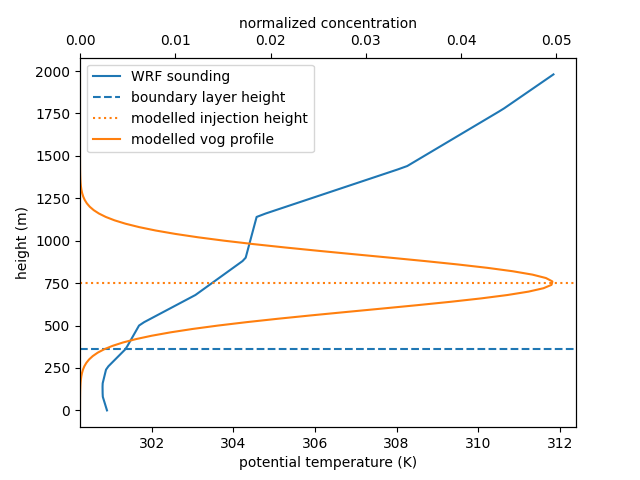 normalized concentration
0.00 0.01 0.02 0.03 0.04 0.05
WRF sounding
boundary layer height
modelled injection height
modelled vog profile
height (m)
2000
1750
1500
1250
1000
750
500
250
0
302 304 306 308 310 312
potential temperature (K)